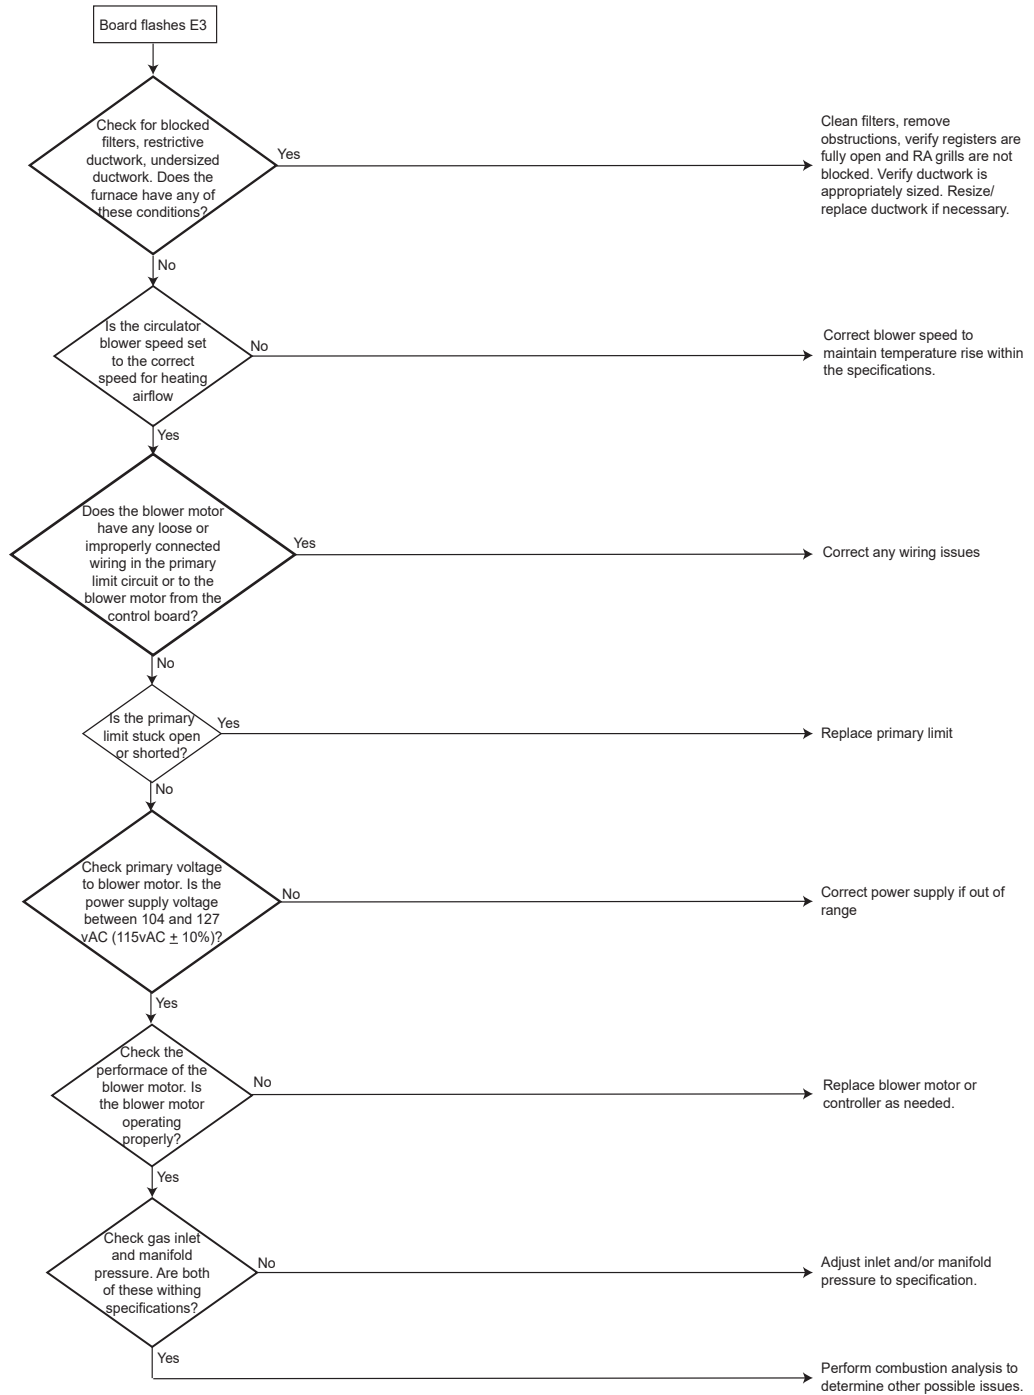 Board flashes E3
Check for blocked
filters, restrictive
ductwork, undersized
ductwork. Does the
furnace have any of
these conditions?
Yes
Clean filters, remove
obstructions, verify registers are
fully open and RA grills are not
blocked. Verify ductwork is
appropriately sized. Resize/
replace ductwork if necessary.
No
Is the circulator
blower speed set
to the correct
speed for heating
airflow
No
Correct blower speed to
maintain temperature rise within
the specifications.
Yes
Does the blower motor
have any loose or
improperly connected
wiring in the primary
limit circuit or to the
blower motor from the
control board?
Yes
Correct any wiring issues
No
Is the primary
limit stuck open
or shorted?
Yes
Replace primary limit
No
Check primary voltage
to blower motor. Is the
power supply voltage
between 104 and 127
vAC (115vAC ± 10%)?
No
Correct power supply if out of
range
Yes
Check the
performace of the
blower motor. Is
the blower motor
operating
properly?
No
Replace blower motor or
controller as needed.
Yes
Check gas inlet
and manifold
pressure. Are both
of these withing
specifications?
No
Adjust inlet and/or manifold
pressure to specification.
Yes
Perform combustion analysis to
determine other possible issues.